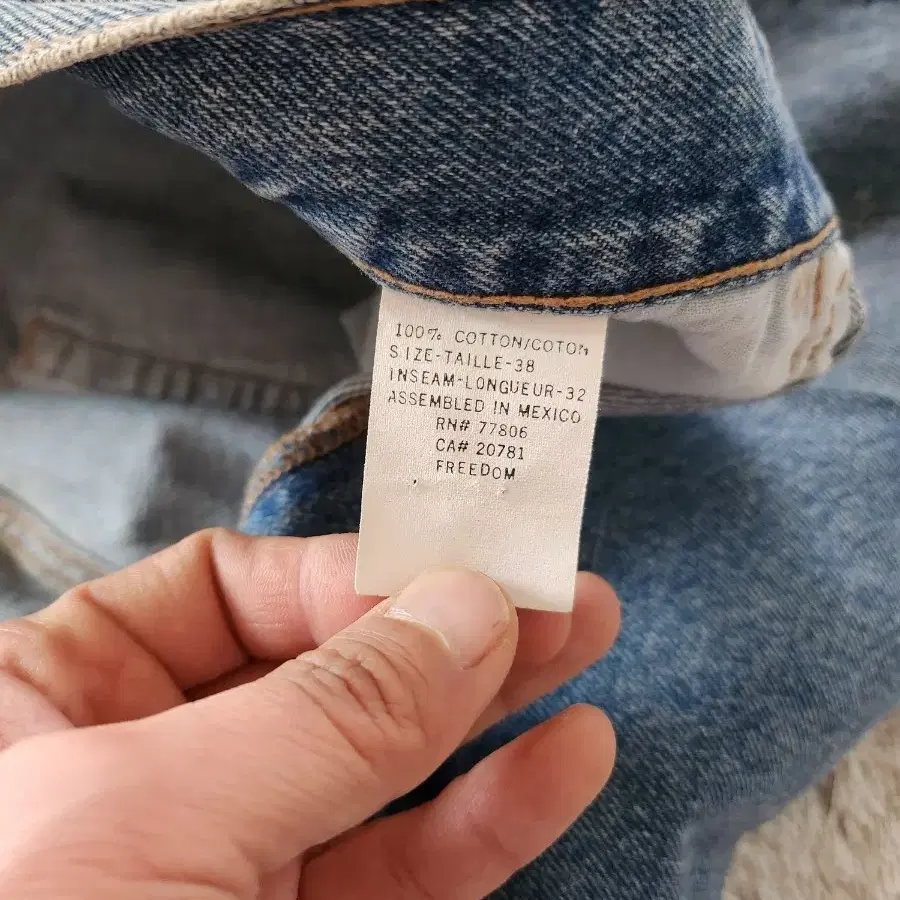 100% COTTON/COTON
SIZE-TAILLE-38
INSEAM-LONGUEUR-32
ASSEMBLED IN MEXICO
RN# 77806
CA# 20781
FREEDOM